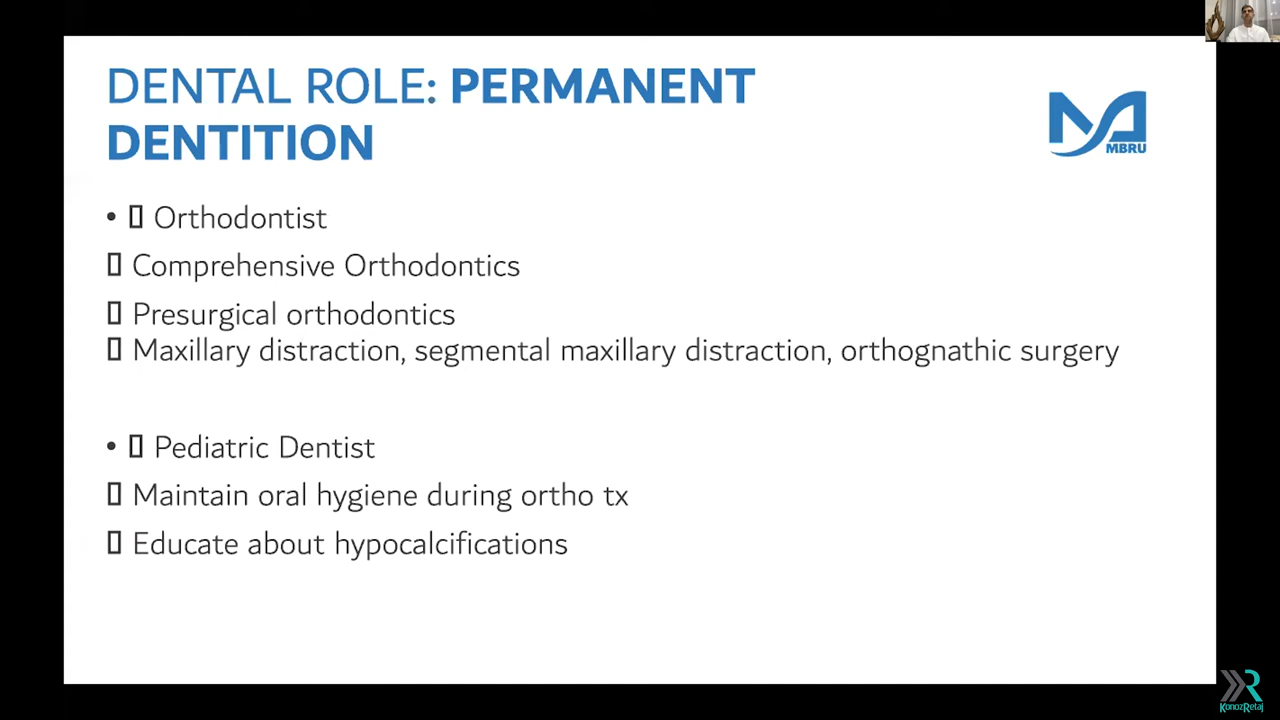 DENTAL ROLE: PERMANENT
DENTITION
MBRU
• ▯ Orthodontist
▯ Comprehensive Orthodontics
▯ Presurgical orthodontics
▯ Maxillary distraction, segmental maxillary distraction, orthognathic surgery
• ▯ Pediatric Dentist
▯ Maintain oral hygiene during ortho tx
▯ Educate about hypocalcifications
KonozRetaj